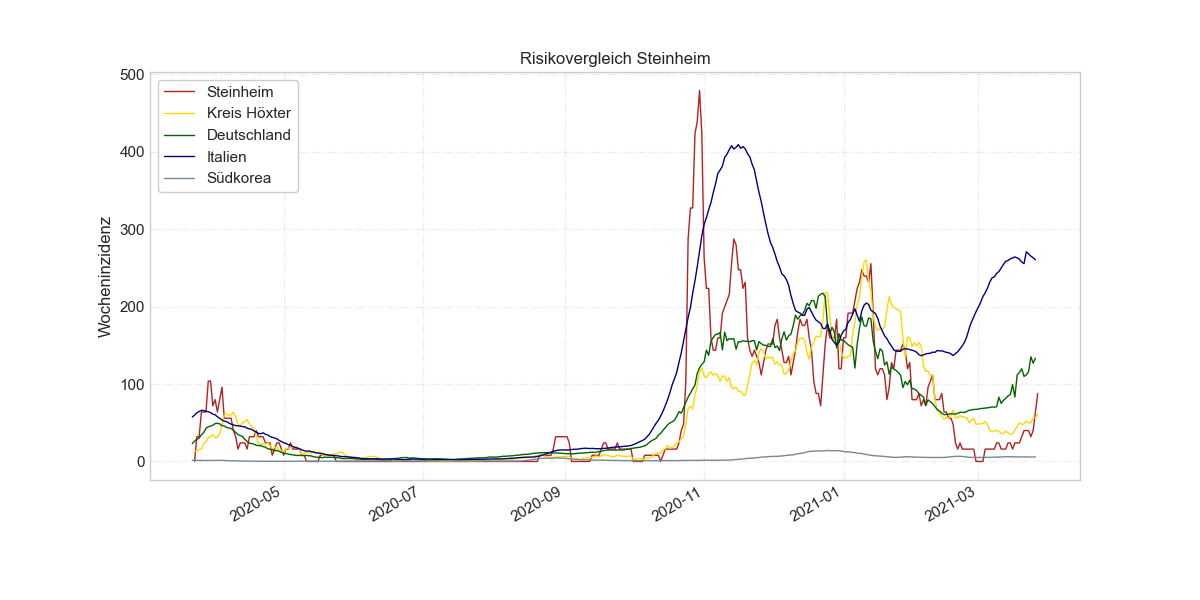 Risikovergleich Steinheim
Wocheninzidenz
500
400
300
200
100
0
Steinheim
Kreis Höxter
Deutschland
Italien
Südkorea
2020-05
2020-07
2020-09
2020-11
2021-01
2021-03